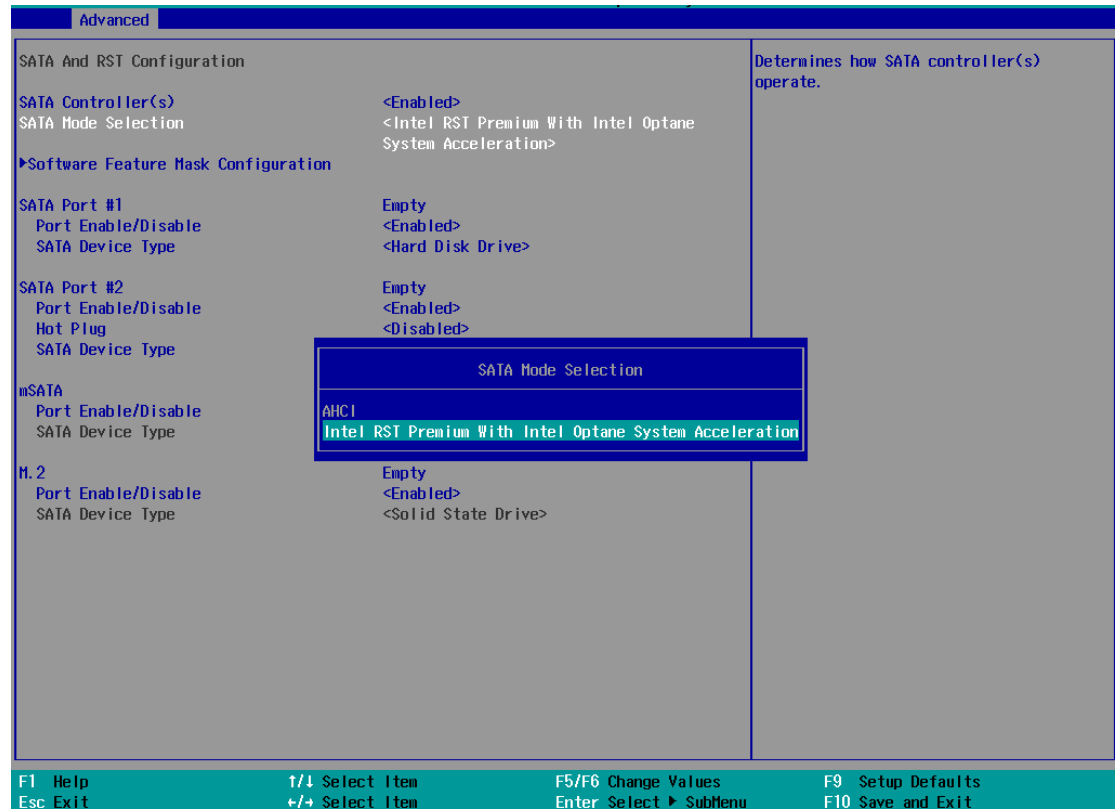 Advanced
SATA And RST Configuration
Determines how SATA controller(s)
operate.
SATA Controller(s) <Enabled>
SATA Mode Selection <Intel RST Premium With Intel Optane
System Acceleration>
▶Software Feature Mask Configuration
SATA Port #1 Empty
Port Enable/Disable <Enabled>
SATA Device Type <Hard Disk Drive>
SATA Port #2 Empty
Port Enable/Disable <Enabled>
Hot Plug <Disabled>
SATA Device Type
SATA Mode Selection
AHCI
Intel RST Premium With Intel Optane System Acceleration
mSATA
Port Enable/Disable
SATA Device Type
M.2 Empty
Port Enable/Disable <Enabled>
SATA Device Type <Solid State Drive>
F1 Help ↑/↓ Select Item F5/F6 Change Values F9 Setup Defaults
Esc Exit ←/→ Select Item Enter Select ▶ SubMenu F10 Save and Exit